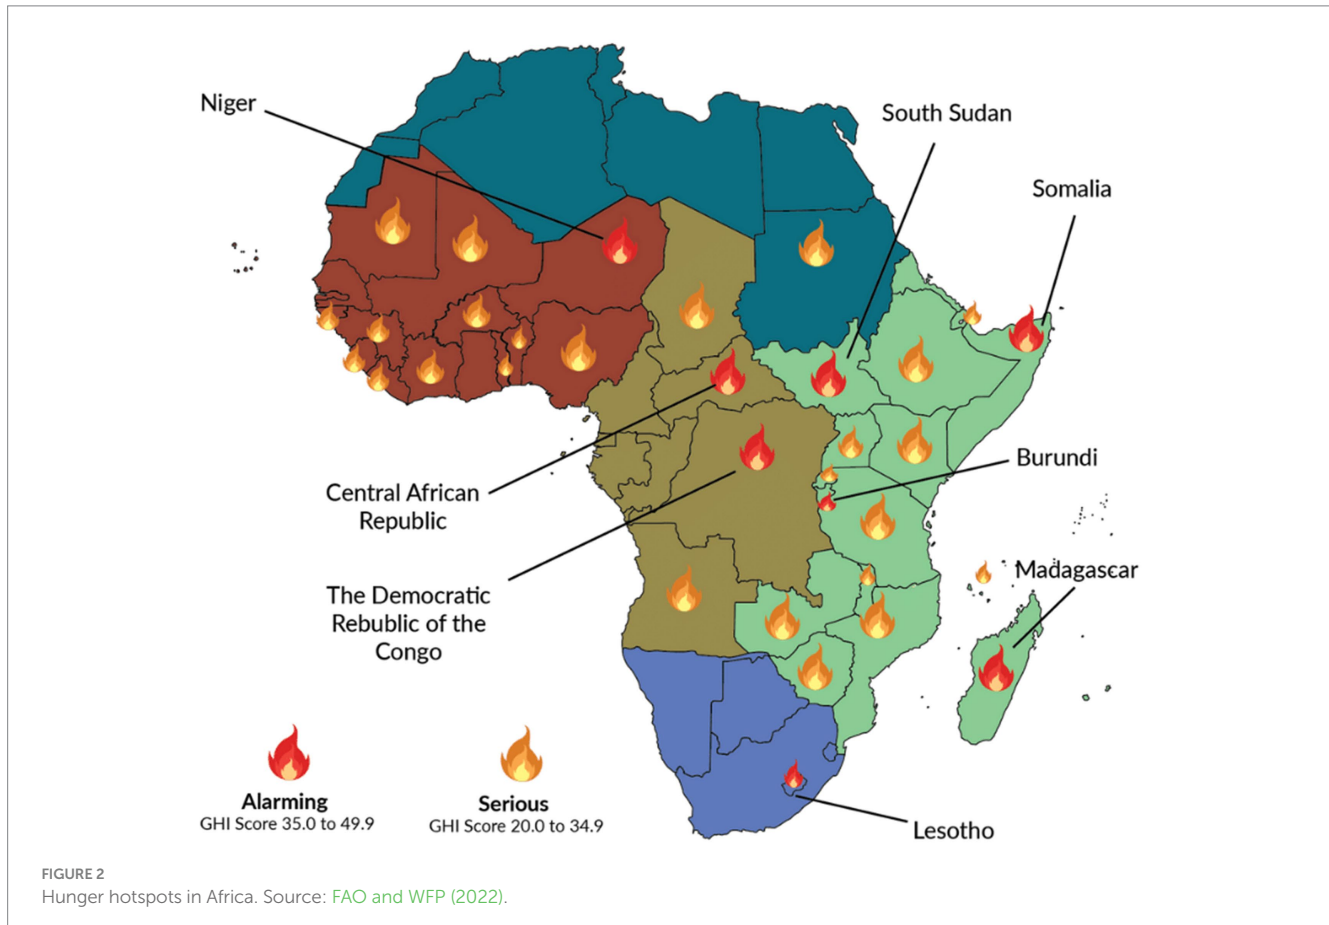 Niger
South Sudan
Somalia
Central African
Republic
Burundi
Madagascar
The Democratic
Rebublic of the
Congo
Lesotho
Alarming
GHI Score 35.0 to 49.9
Serious
GHI Score 20.0 to 34.9
FIGURE 2
Hunger hotspots in Africa. Source: FAO and WFP (2022).